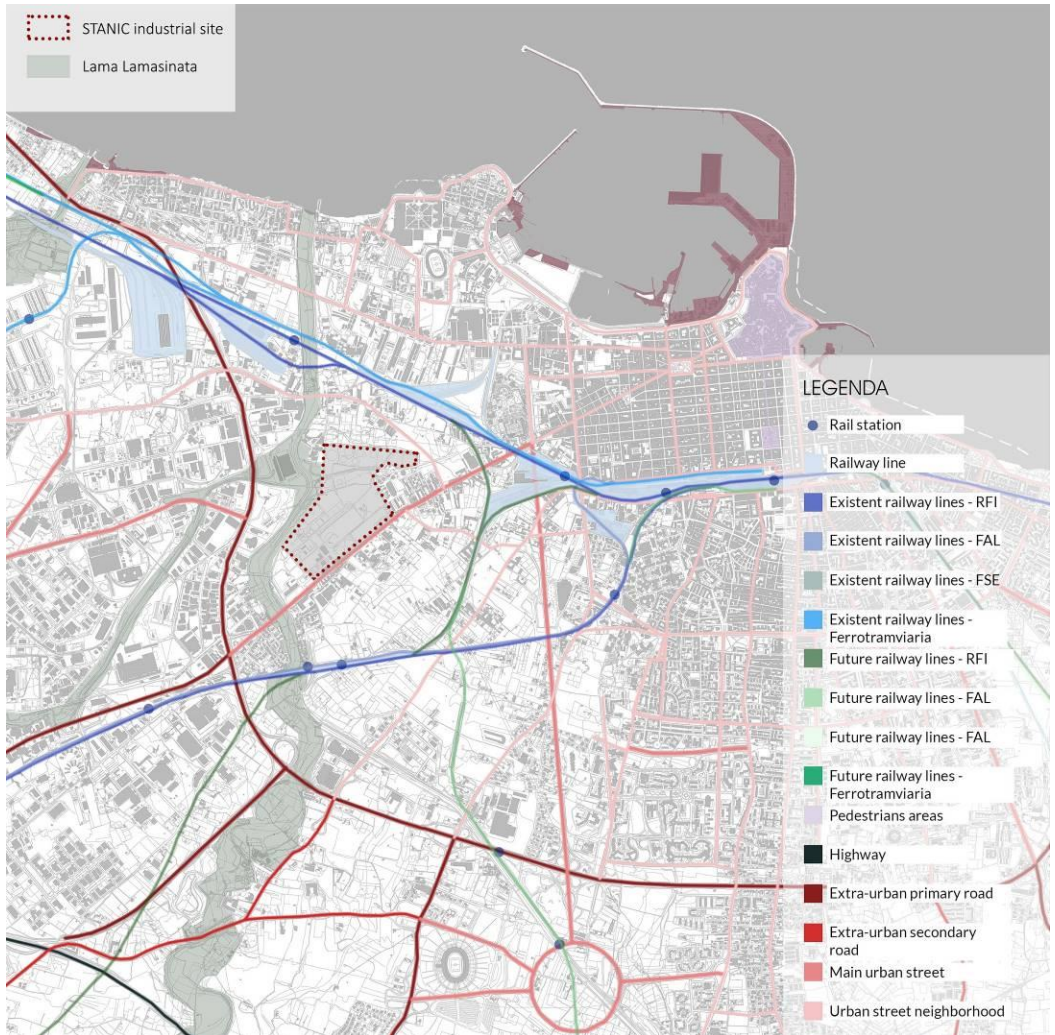 STANIC industrial site
Lama Lamasinata
LEGENDA
Rail station
Railway line
Existent railway lines - RFI
Existent railway lines - FAL
Existent railway lines - FSE
Existent railway lines -
Ferrotramviaria
Future railway lines - RFI
Future railway lines - FAL
Future railway lines - FAL
Future railway lines -
Ferrotramviaria
Pedestrians areas
Highway
Extra-urban primary road
Extra-urban secondary
road
Main urban street
Urban street neighborhood